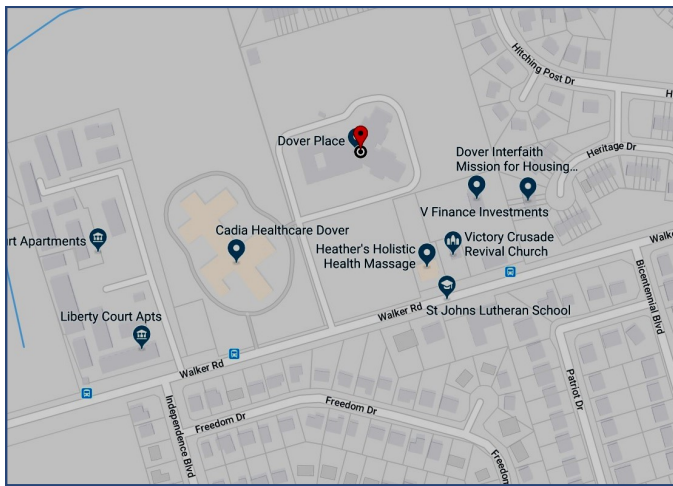 Hitching Post Dr
H
Dover Place
Dover Interfaith
Mission for Housing...
Heritage Dr
V Finance Investments
Cadia Healthcare Dover
rt Apartments
Heather's Holistic
Health Massage
Victory Crusade
Revival Church
Walk
Bicentennial Blvd
St Johns Lutheran School
Walker Rd
Liberty Court Apts
Walker Rd
Patriot Dr
Independence Blvd
Freedom Dr
Freedom Dr
Freedom